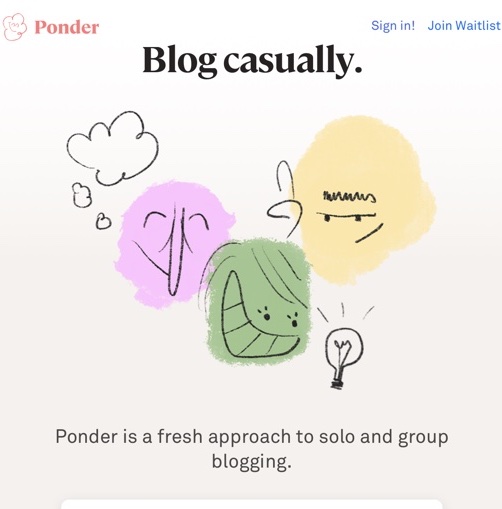 Ponder
Sign in! Join Waitlist
Blog casually.
Ponder is a fresh approach to solo and group
blogging.